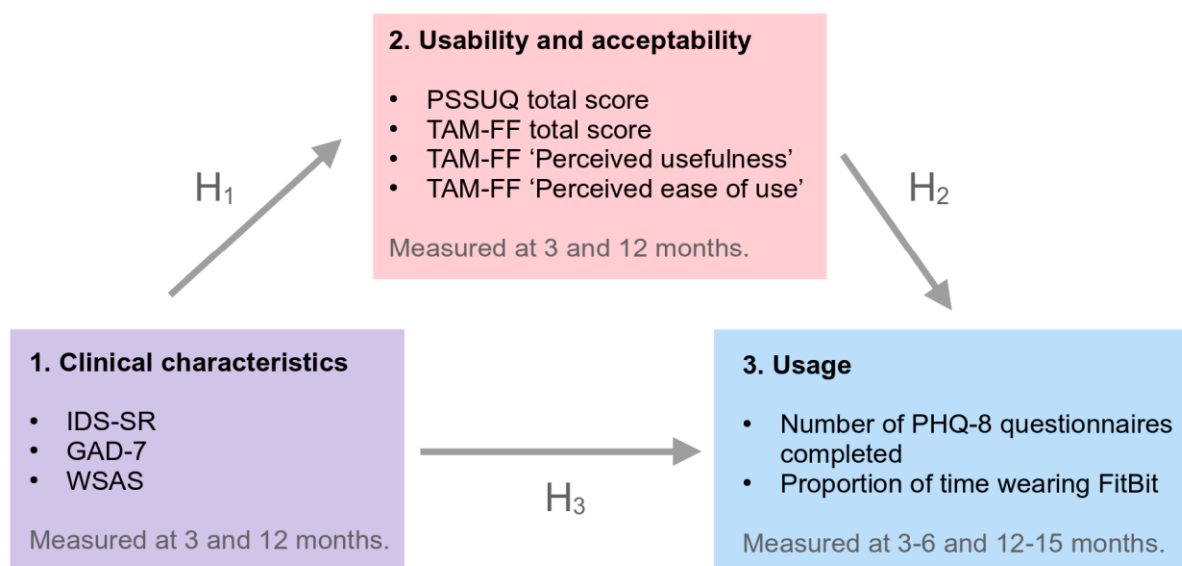 2. Usability and acceptability
• PSSUQ total score
• TAM-FF total score
• TAM-FF ‘Perceived usefulness’
• TAM-FF ‘Perceived ease of use’
Measured at 3 and 12 months.
H₁
H₂
1. Clinical characteristics
• IDS-SR
• GAD-7
• WSAS
Measured at 3 and 12 months.
H₃
3. Usage
• Number of PHQ-8 questionnaires
completed
• Proportion of time wearing FitBit
Measured at 3-6 and 12-15 months.